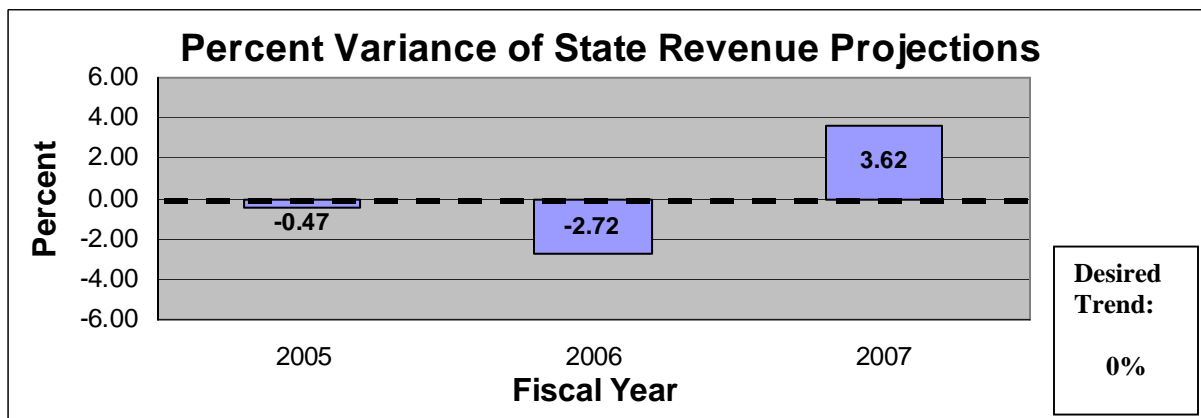 Percent Variance of State Revenue Projections
6.00
4.00
2.00
0.00
-2.00
-4.00
-6.00
Percent
3.62
-0.47
-2.72
2005 2006 2007
Fiscal Year
Desired
Trend:
0%